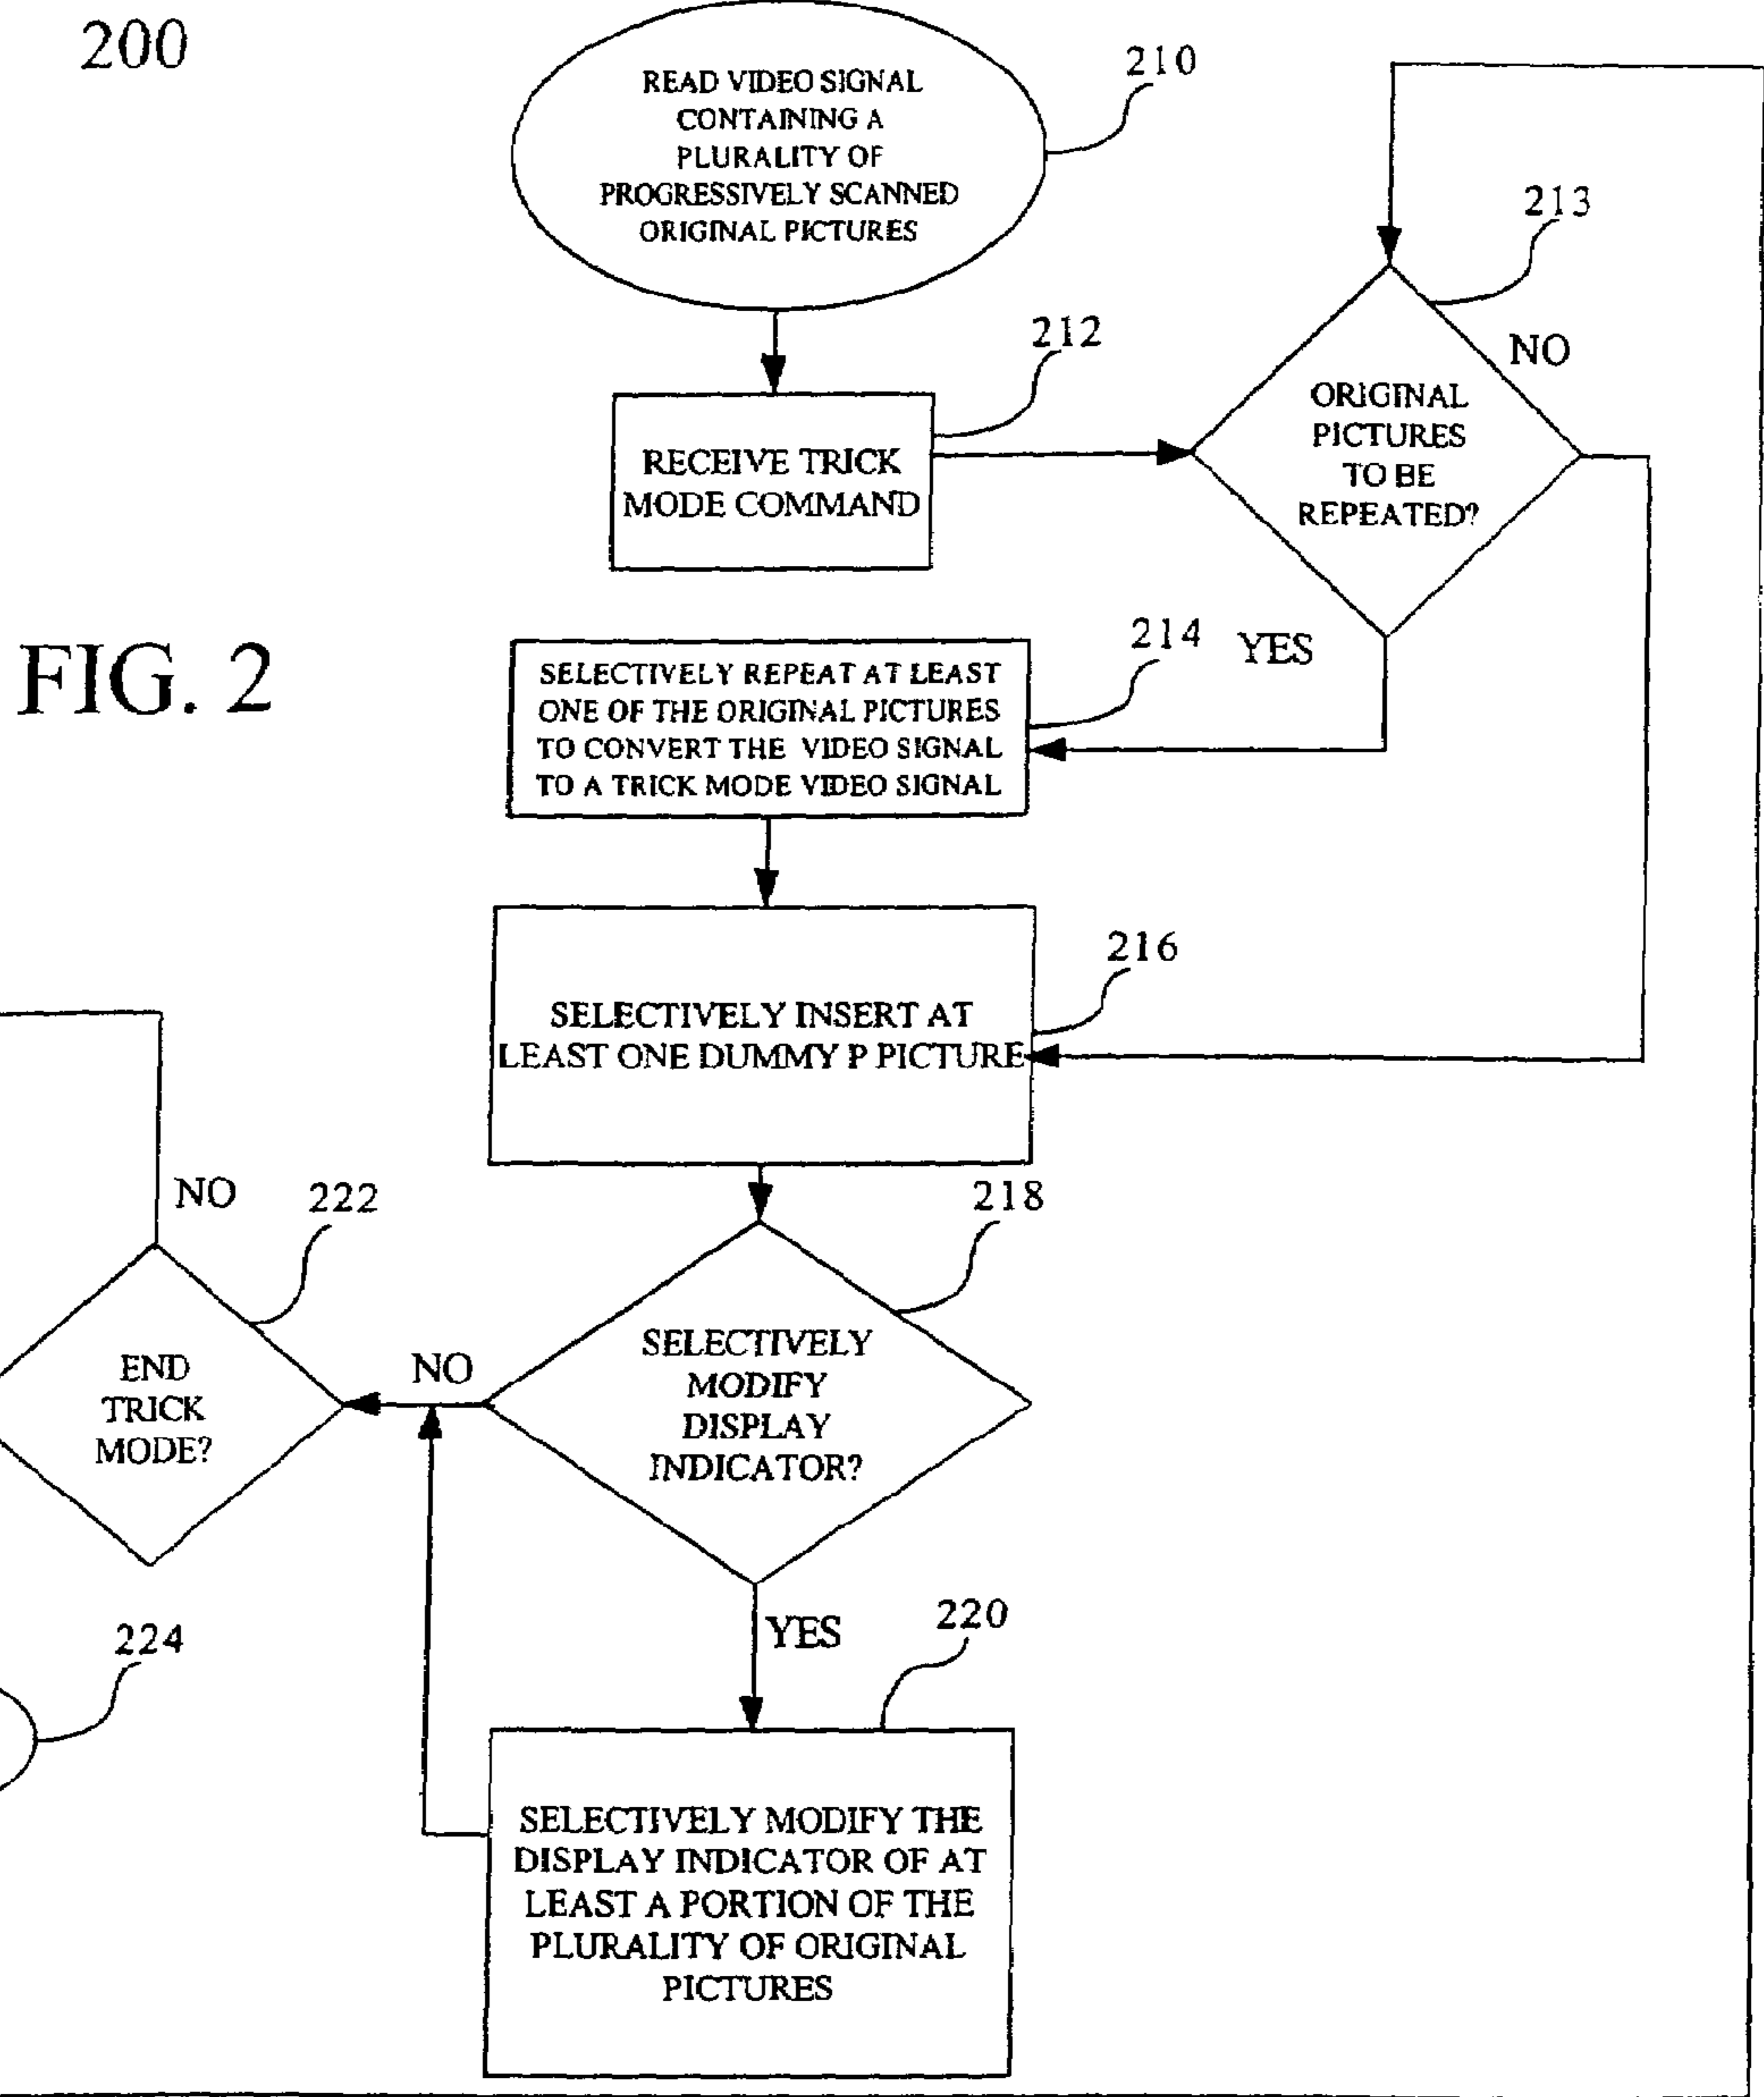 200
READ VIDEO SIGNAL
CONTAINING A
PLURALITY OF
PROGRESSIVELY SCANNED
ORIGINAL PICTURES
210
212
RECEIVE TRICK
MODE COMMAND
213
NO
ORIGINAL
PICTURES
TO BE
REPEATED?
YES
FIG. 2
214
SELECTIVELY REPEAT AT LEAST
ONE OF THE ORIGINAL PICTURES
TO CONVERT THE VIDEO SIGNAL
TO A TRICK MODE VIDEO SIGNAL
216
SELECTIVELY INSERT AT
LEAST ONE DUMMY P PICTURE
218
SELECTIVELY
MODIFY
DISPLAY
INDICATOR?
NO
YES
NO
222
END
TRICK
MODE?
224
220
SELECTIVELY MODIFY THE
DISPLAY INDICATOR OF AT
LEAST A PORTION OF THE
PLURALITY OF ORIGINAL
PICTURES